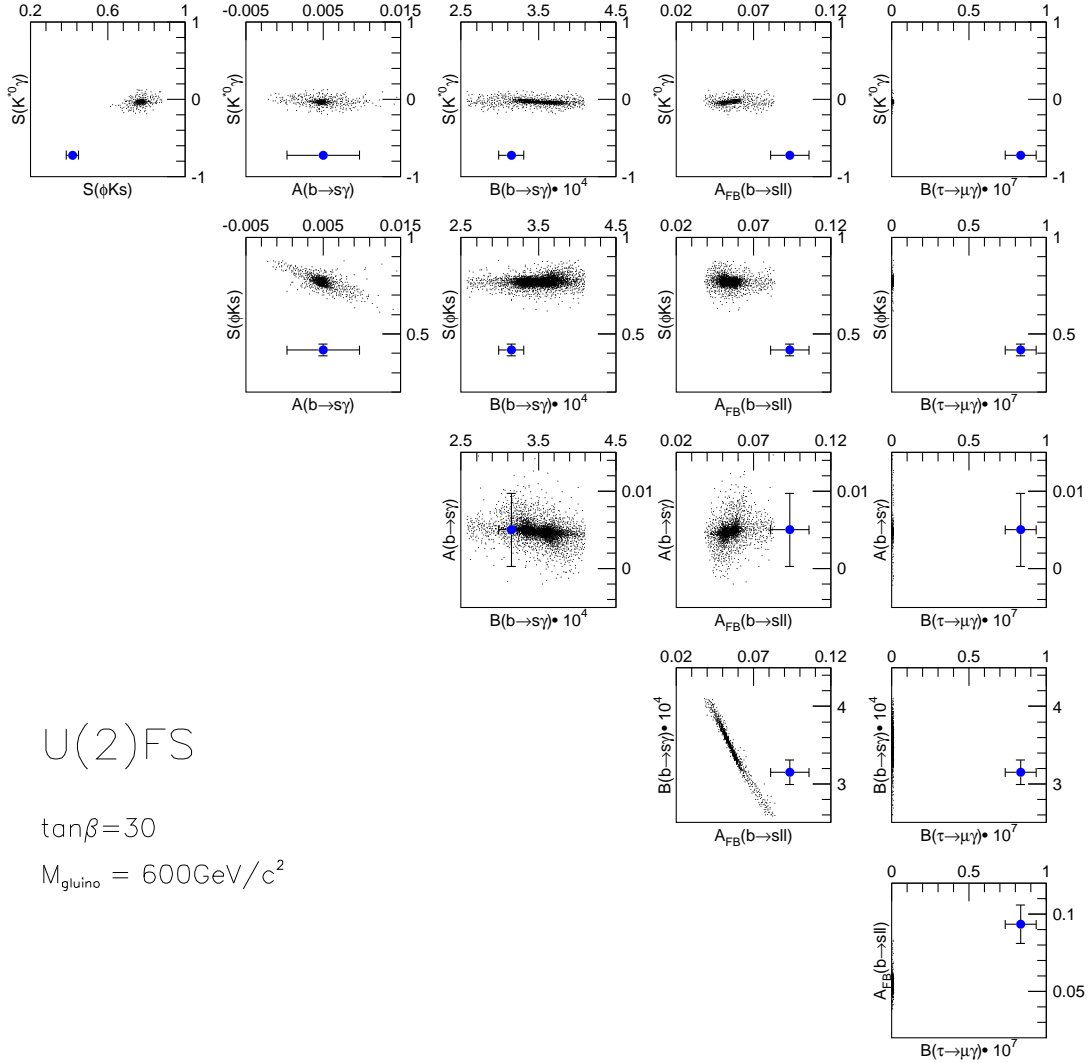 0.2 0.6 1 -0.005 0.005 0.015 2.5 3.5 4.5 0.02 0.07 0.12 0 0.5 1
S(K*0γ) 1 0 -1 S(K*0γ) 1 0 -1 S(K*0γ) 1 0 -1 S(K*0γ) 1 0 -1 S(K*0γ) 1 0 -1
S(ϕKs) A(b→sγ) B(b→sγ)• 10⁴ A_FB(b→sll) B(τ→μγ)• 10⁷
-0.005 0.005 0.015 2.5 3.5 4.5 0.02 0.07 0.12 0 0.5 1
S(ϕKs) 1 0.5 S(ϕKs) 1 0.5 S(ϕKs) 1 0.5 S(ϕKs) 1 0.5
A(b→sγ) B(b→sγ)• 10⁴ A_FB(b→sll) B(τ→μγ)• 10⁷
2.5 3.5 4.5 0.02 0.07 0.12 0 0.5 1
A(b→sγ) 0.01 0 A(b→sγ) 0.01 0 A(b→sγ) 0.01 0
B(b→sγ)• 10⁴ A_FB(b→sll) B(τ→μγ)• 10⁷
0.02 0.07 0.12 0 0.5 1
B(b→sγ)• 10⁴ 4 3 B(b→sγ)• 10⁴ 4 3
A_FB(b→sll) B(τ→μγ)• 10⁷
U(2)FS
tanβ=30
M_gluino = 600GeV/c²
0 0.5 1
A_FB(b→sll) 0.1 0.05
B(τ→μγ)• 10⁷